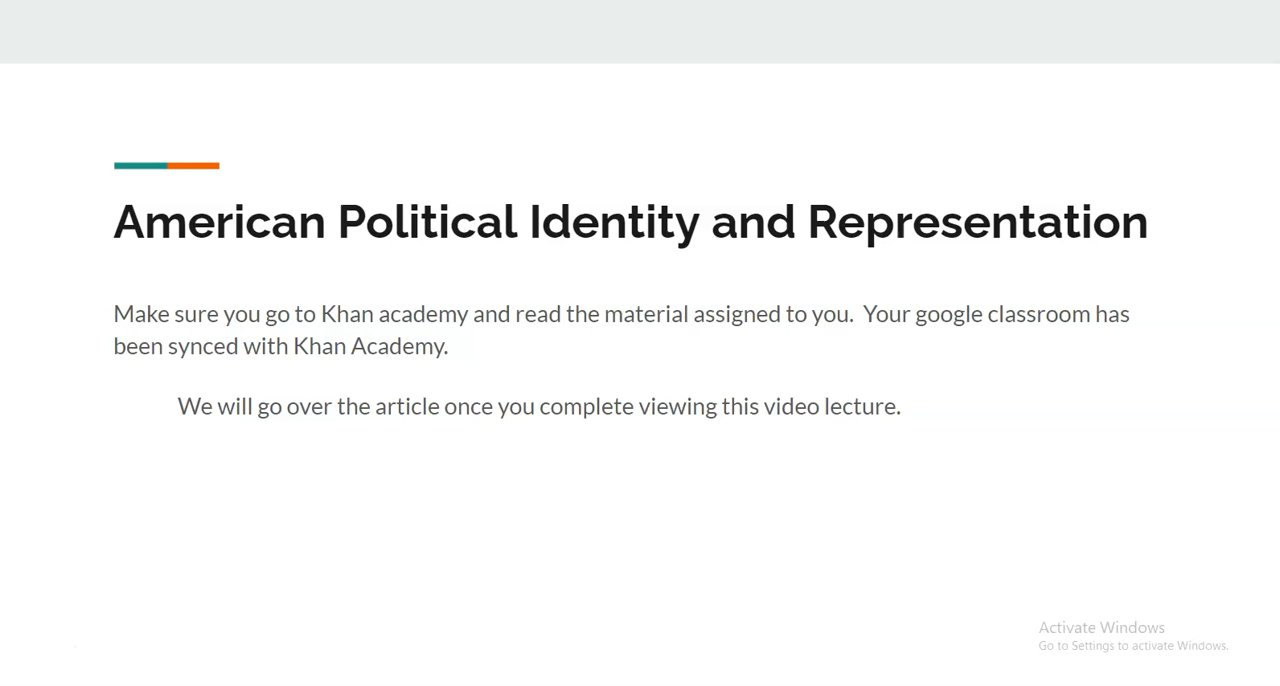 American Political Identity and Representation
Make sure you go to Khan academy and read the material assigned to you.  Your google classroom has
been synced with Khan Academy.
We will go over the article once you complete viewing this video lecture.
Activate Windows
Go to Settings to activate Windows.